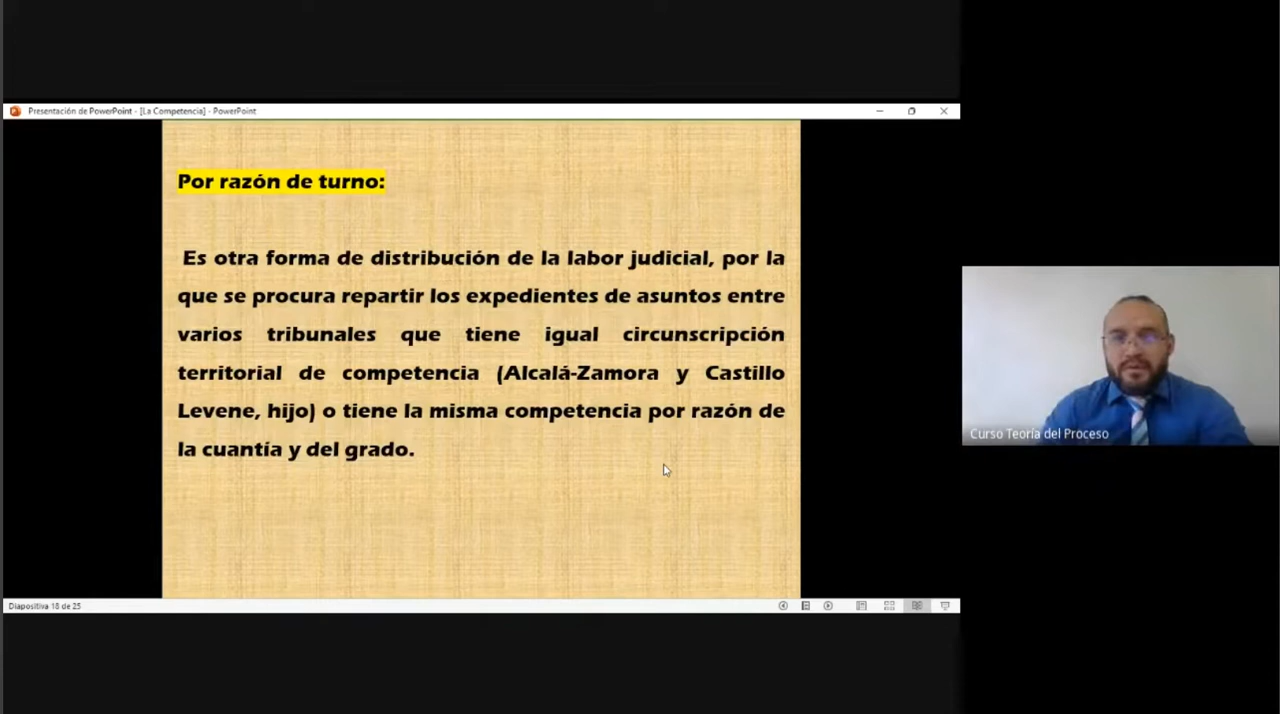 Presentación de PowerPoint - [La Competencia] - PowerPoint
Por razón de turno:
Es otra forma de distribución de la labor judicial, por la
que se procura repartir los expedientes de asuntos entre
varios tribunales que tiene igual circunscripción
territorial de competencia (Alcalá-Zamora y Castillo
Levene, hijo) o tiene la misma competencia por razón de
la cuantía y del grado.
Curso Teoría del Proceso
Diapositiva 18 de 25